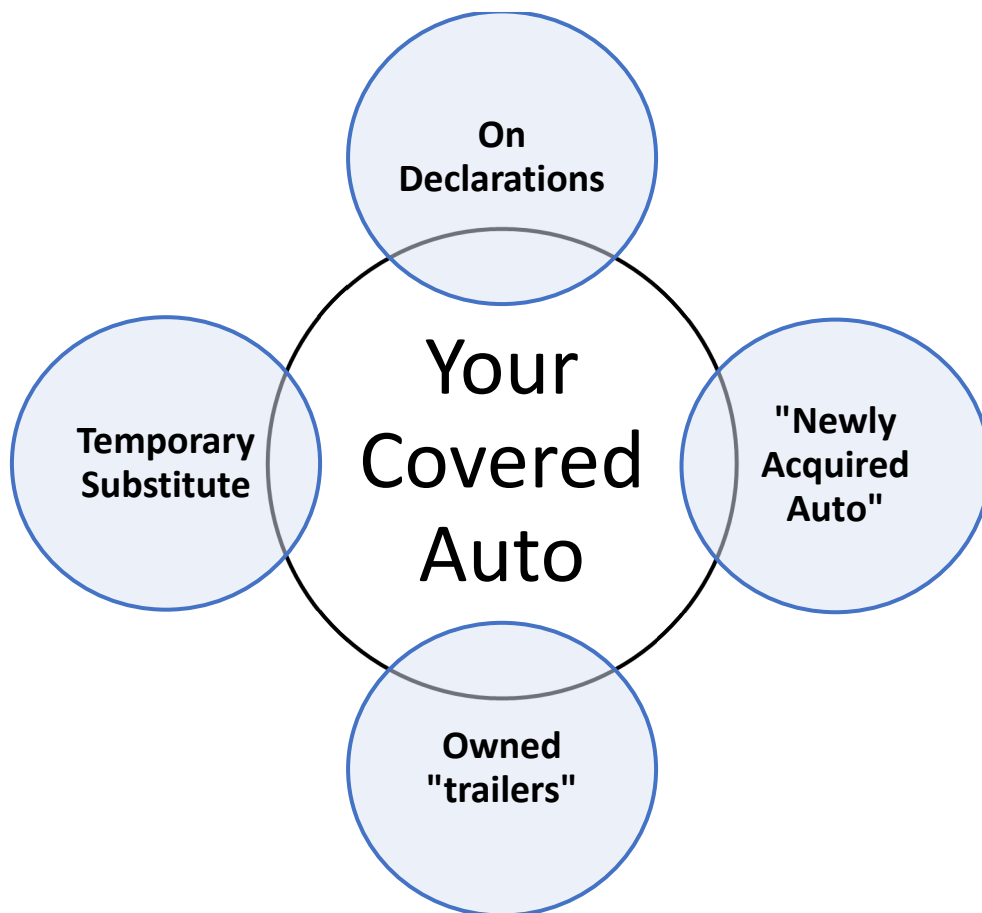 On
Declarations
Your
Covered
Auto
Temporary
Substitute
"Newly
Acquired
Auto"
Owned
"trailers"